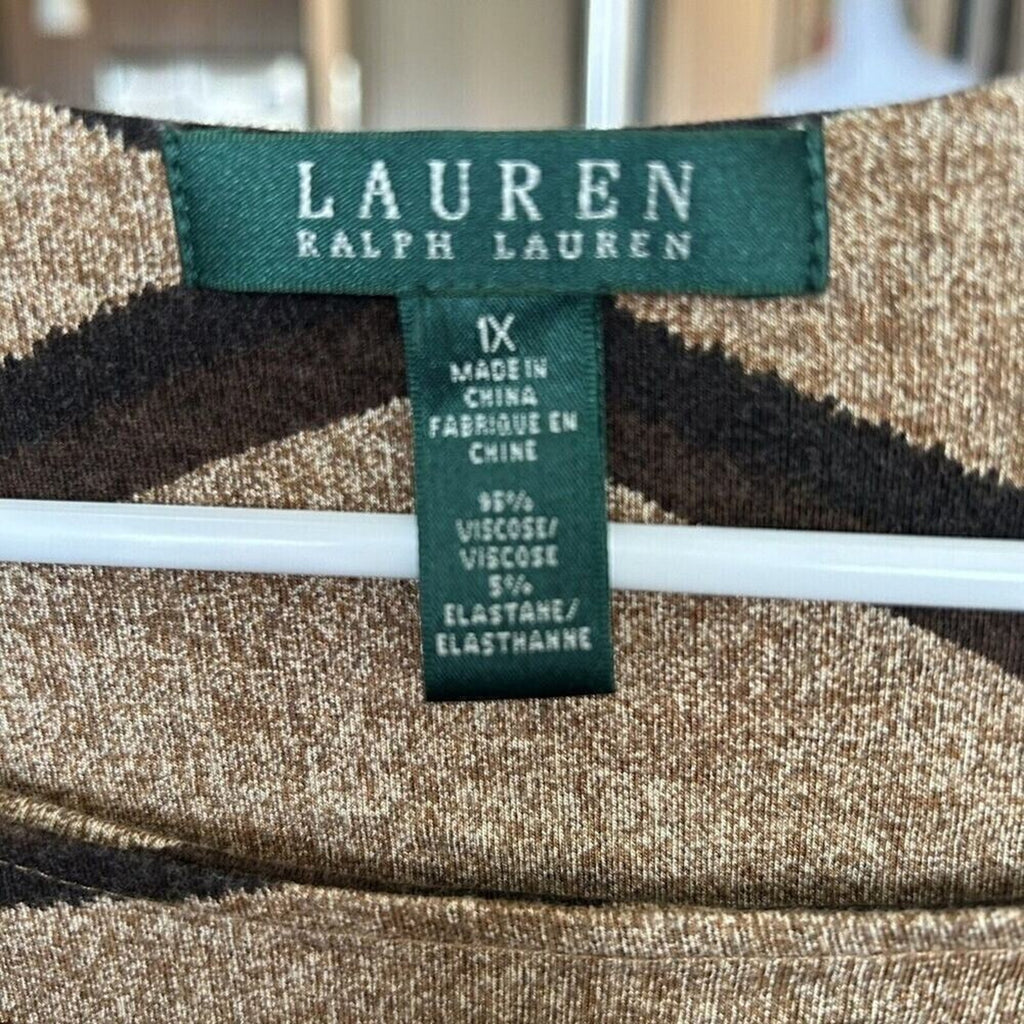 LAUREN
RALPH LAUREN
1X
MADE IN
CHINA
FABRIQUE EN
CHINE
95%
VISCOSE/
VISCOSE
5%
ELASTANE/
ELASTHANNE